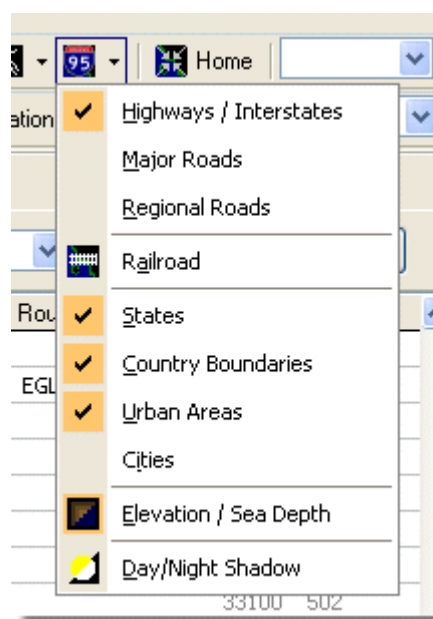 95 Home
ation
Highways / Interstates
Major Roads
Regional Roads
Railroad
Rou
States
Country Boundaries
EGL
Urban Areas
Cities
Elevation / Sea Depth
Day/Night Shadow
33100 502